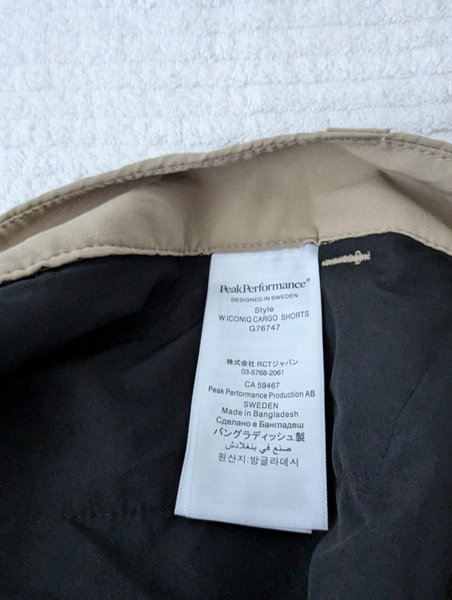 PeakPerformance®
DESIGNED IN SWEDEN
Style
W ICONIQ CARGO SHORTS
G76747
株式会社 RCTジャパン
03-5768-2061
CA 59467
Peak Performance Production AB
SWEDEN
Made in Bangladesh
Сделано в Бангладеш
バングラディッシュ製
صنع في بنغلادش
원산지:방글라데시